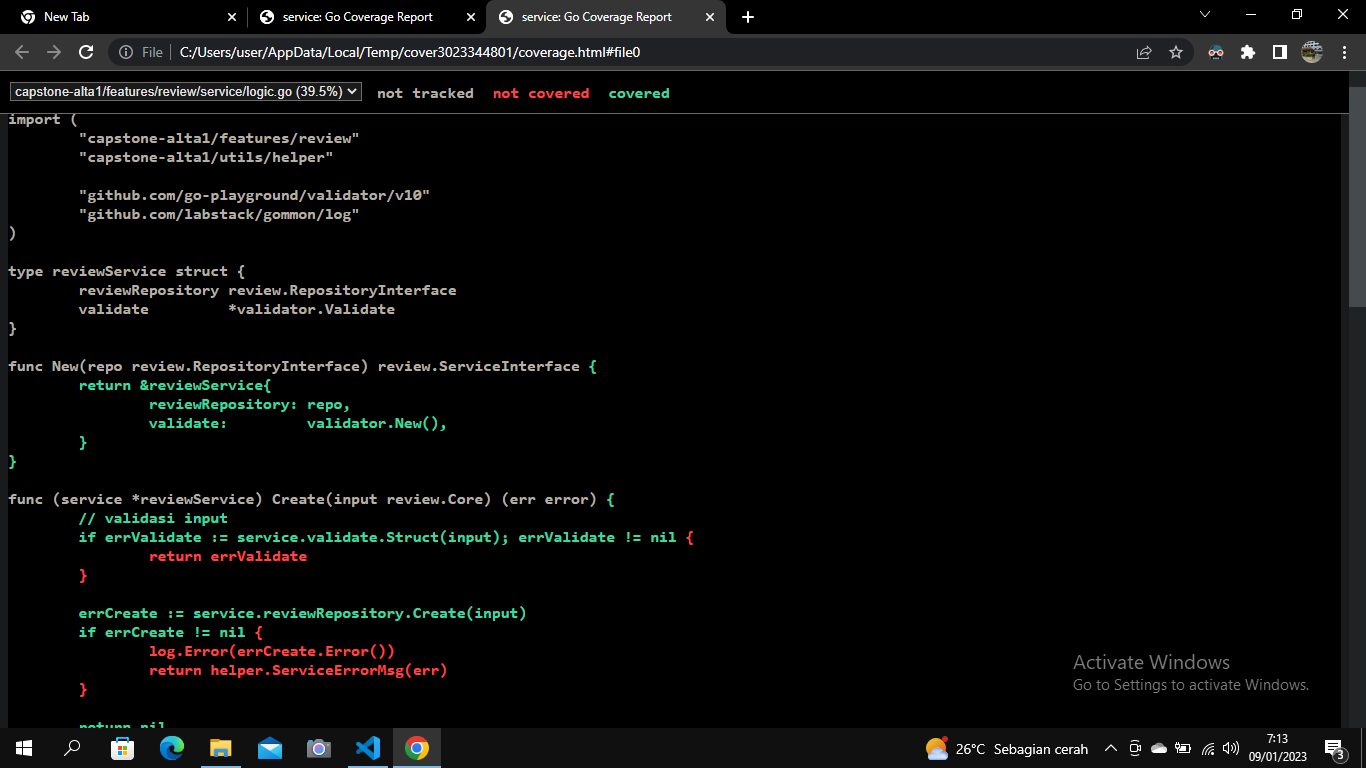 New Tab
service: Go Coverage Report
service: Go Coverage Report
File C:/Users/user/AppData/Local/Temp/cover3023344801/coverage.html#file0
capstone-alta1/features/review/service/logic.go (39.5%) not tracked not covered covered
import (
"capstone-alta1/features/review"
"capstone-alta1/utils/helper"
"github.com/go-playground/validator/v10"
"github.com/labstack/gommon/log"
)
type reviewService struct {
reviewRepository review.RepositoryInterface
validate *validator.Validate
}
func New(repo review.RepositoryInterface) review.ServiceInterface {
return &reviewService{
reviewRepository: repo,
validate: validator.New(),
}
}
func (service *reviewService) Create(input review.Core) (err error) {
// validasi input
if errValidate := service.validate.Struct(input); errValidate != nil {
return errValidate
}
errCreate := service.reviewRepository.Create(input)
if errCreate != nil {
log.Error(errCreate.Error())
return helper.ServiceErrorMsg(err)
}
return nil
Activate Windows
Go to Settings to activate Windows.
26°C Sebagian cerah
7:13
09/01/2023
3